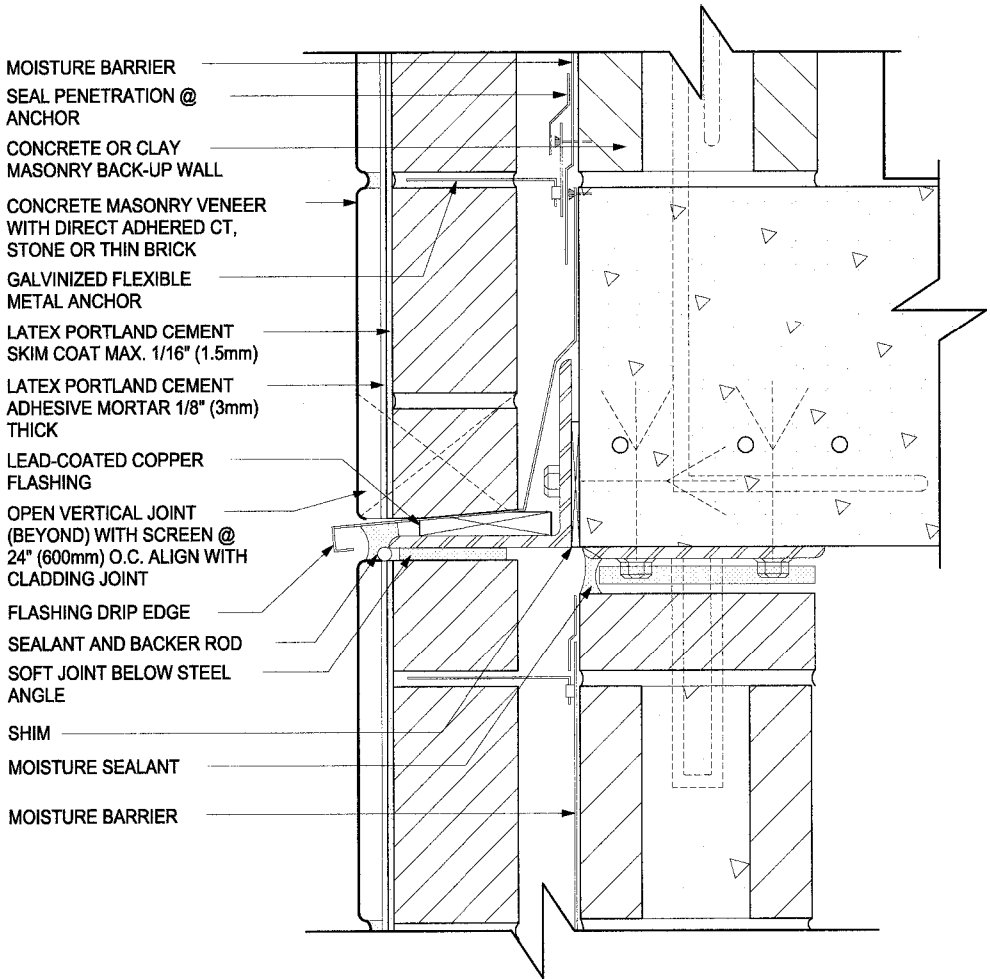 MOISTURE BARRIER
SEAL PENETRATION @
ANCHOR
CONCRETE OR CLAY
MASONRY BACK-UP WALL
CONCRETE MASONRY VENEER
WITH DIRECT ADHERED CT,
STONE OR THIN BRICK
GALVINIZED FLEXIBLE
METAL ANCHOR
LATEX PORTLAND CEMENT
SKIM COAT MAX. 1/16" (1.5mm)
LATEX PORTLAND CEMENT
ADHESIVE MORTAR 1/8" (3mm)
THICK
LEAD-COATED COPPER
FLASHING
OPEN VERTICAL JOINT
(BEYOND) WITH SCREEN @
24" (600mm) O.C. ALIGN WITH
CLADDING JOINT
FLASHING DRIP EDGE
SEALANT AND BACKER ROD
SOFT JOINT BELOW STEEL
ANGLE
SHIM
MOISTURE SEALANT
MOISTURE BARRIER